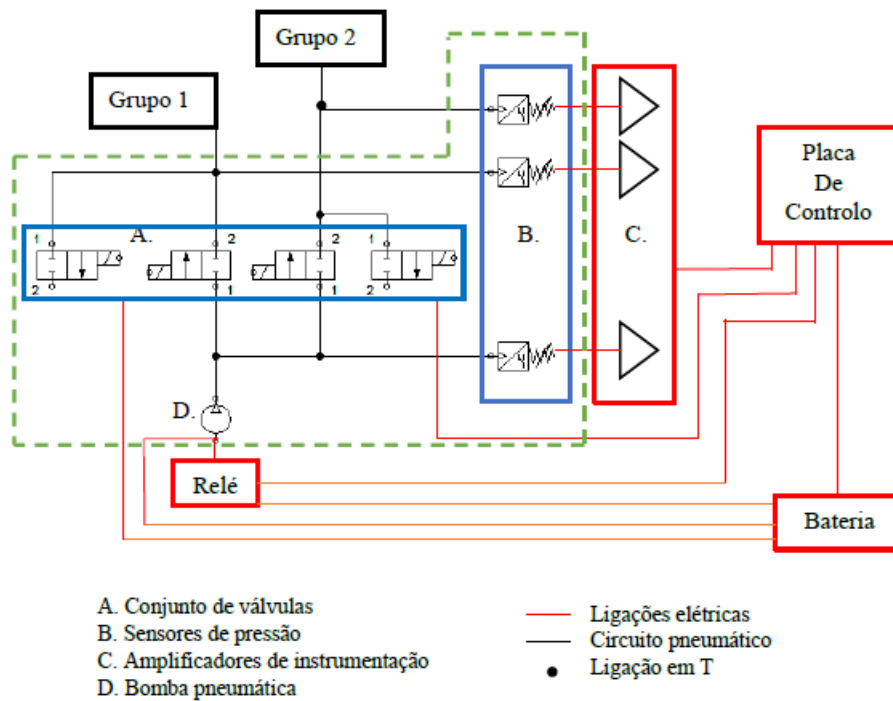 Grupo 2
Grupo 1
Placa
De
Controlo
A.
B.
C.
1
2
2
1
2
1
1
2
D.
Relé
Bateria
A. Conjunto de válvulas
B. Sensores de pressão
C. Amplificadores de instrumentação
D. Bomba pneumática
Ligações elétricas
Circuito pneumático
Ligação em T